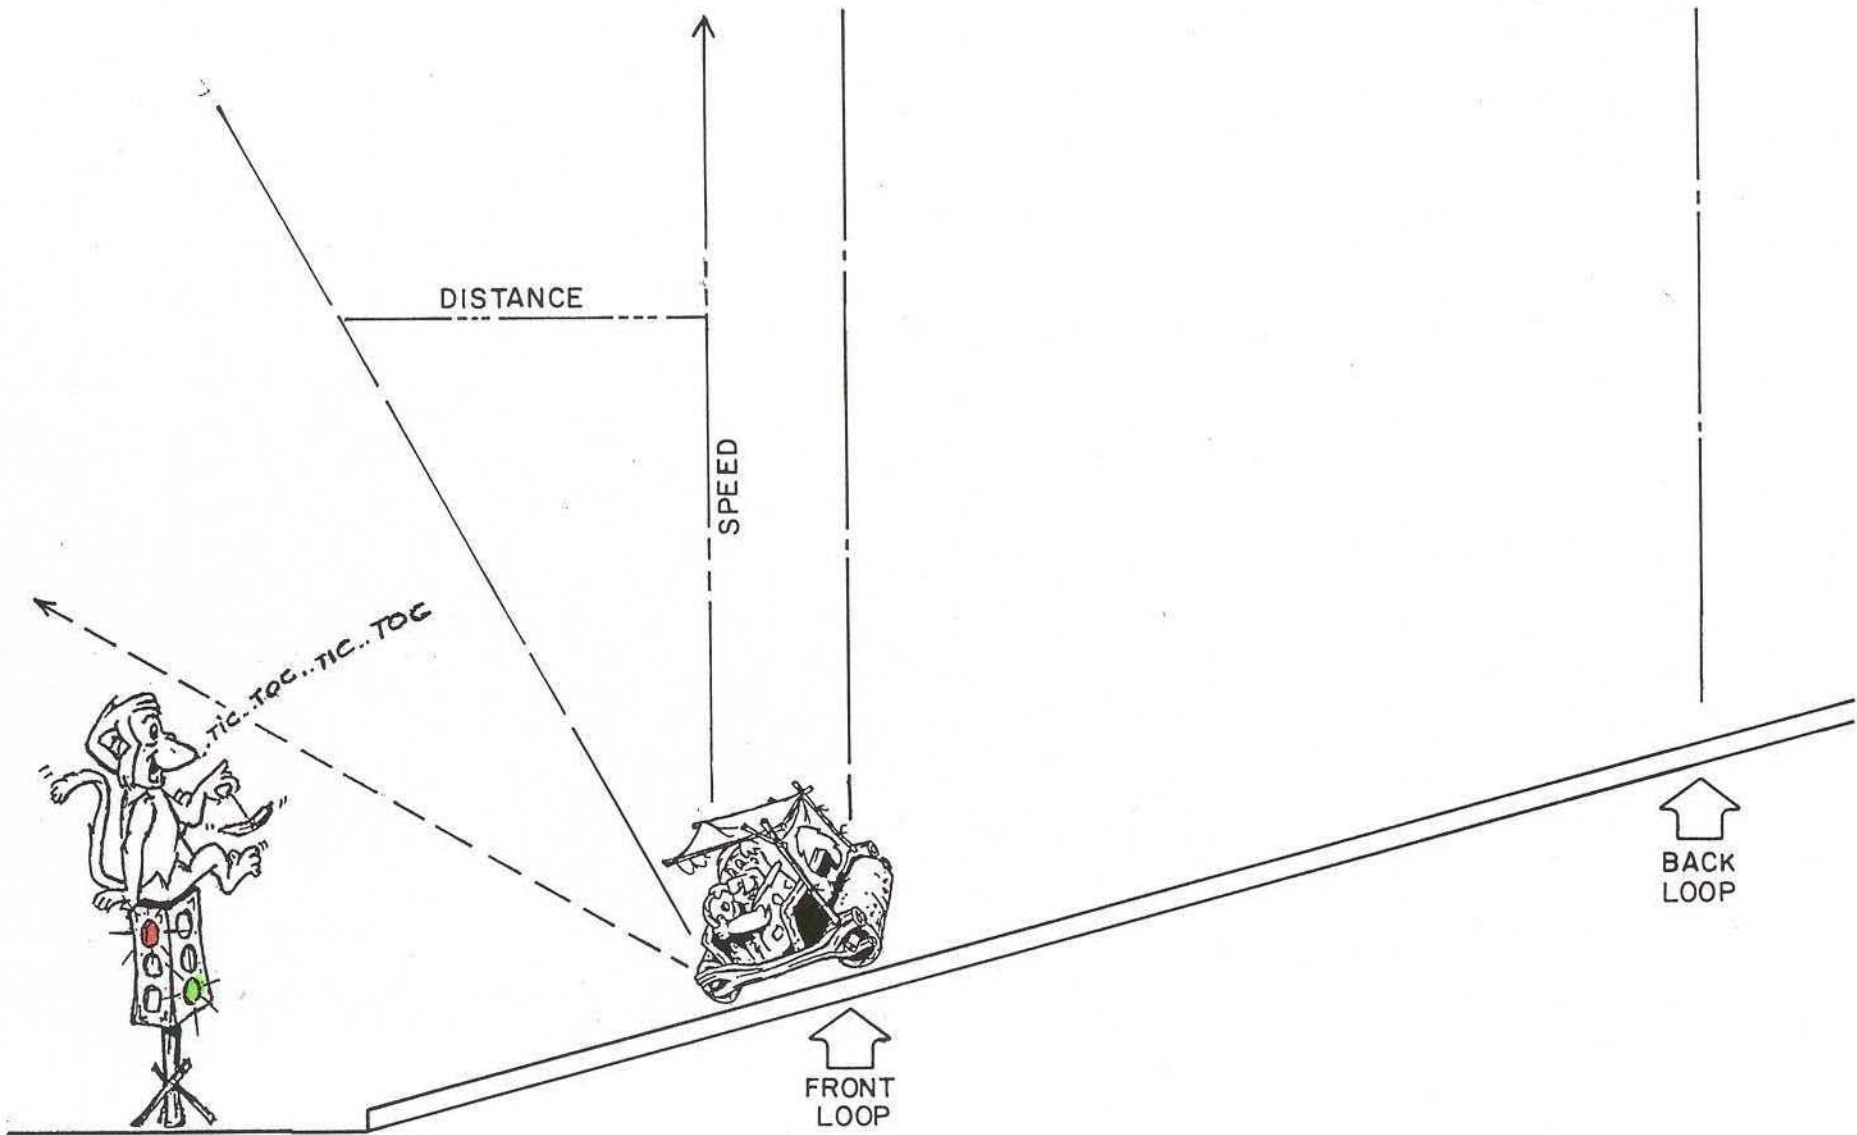 DISTANCE
SPEED
..TIC..TOC..TIC..TOC
BACK
LOOP
FRONT
LOOP